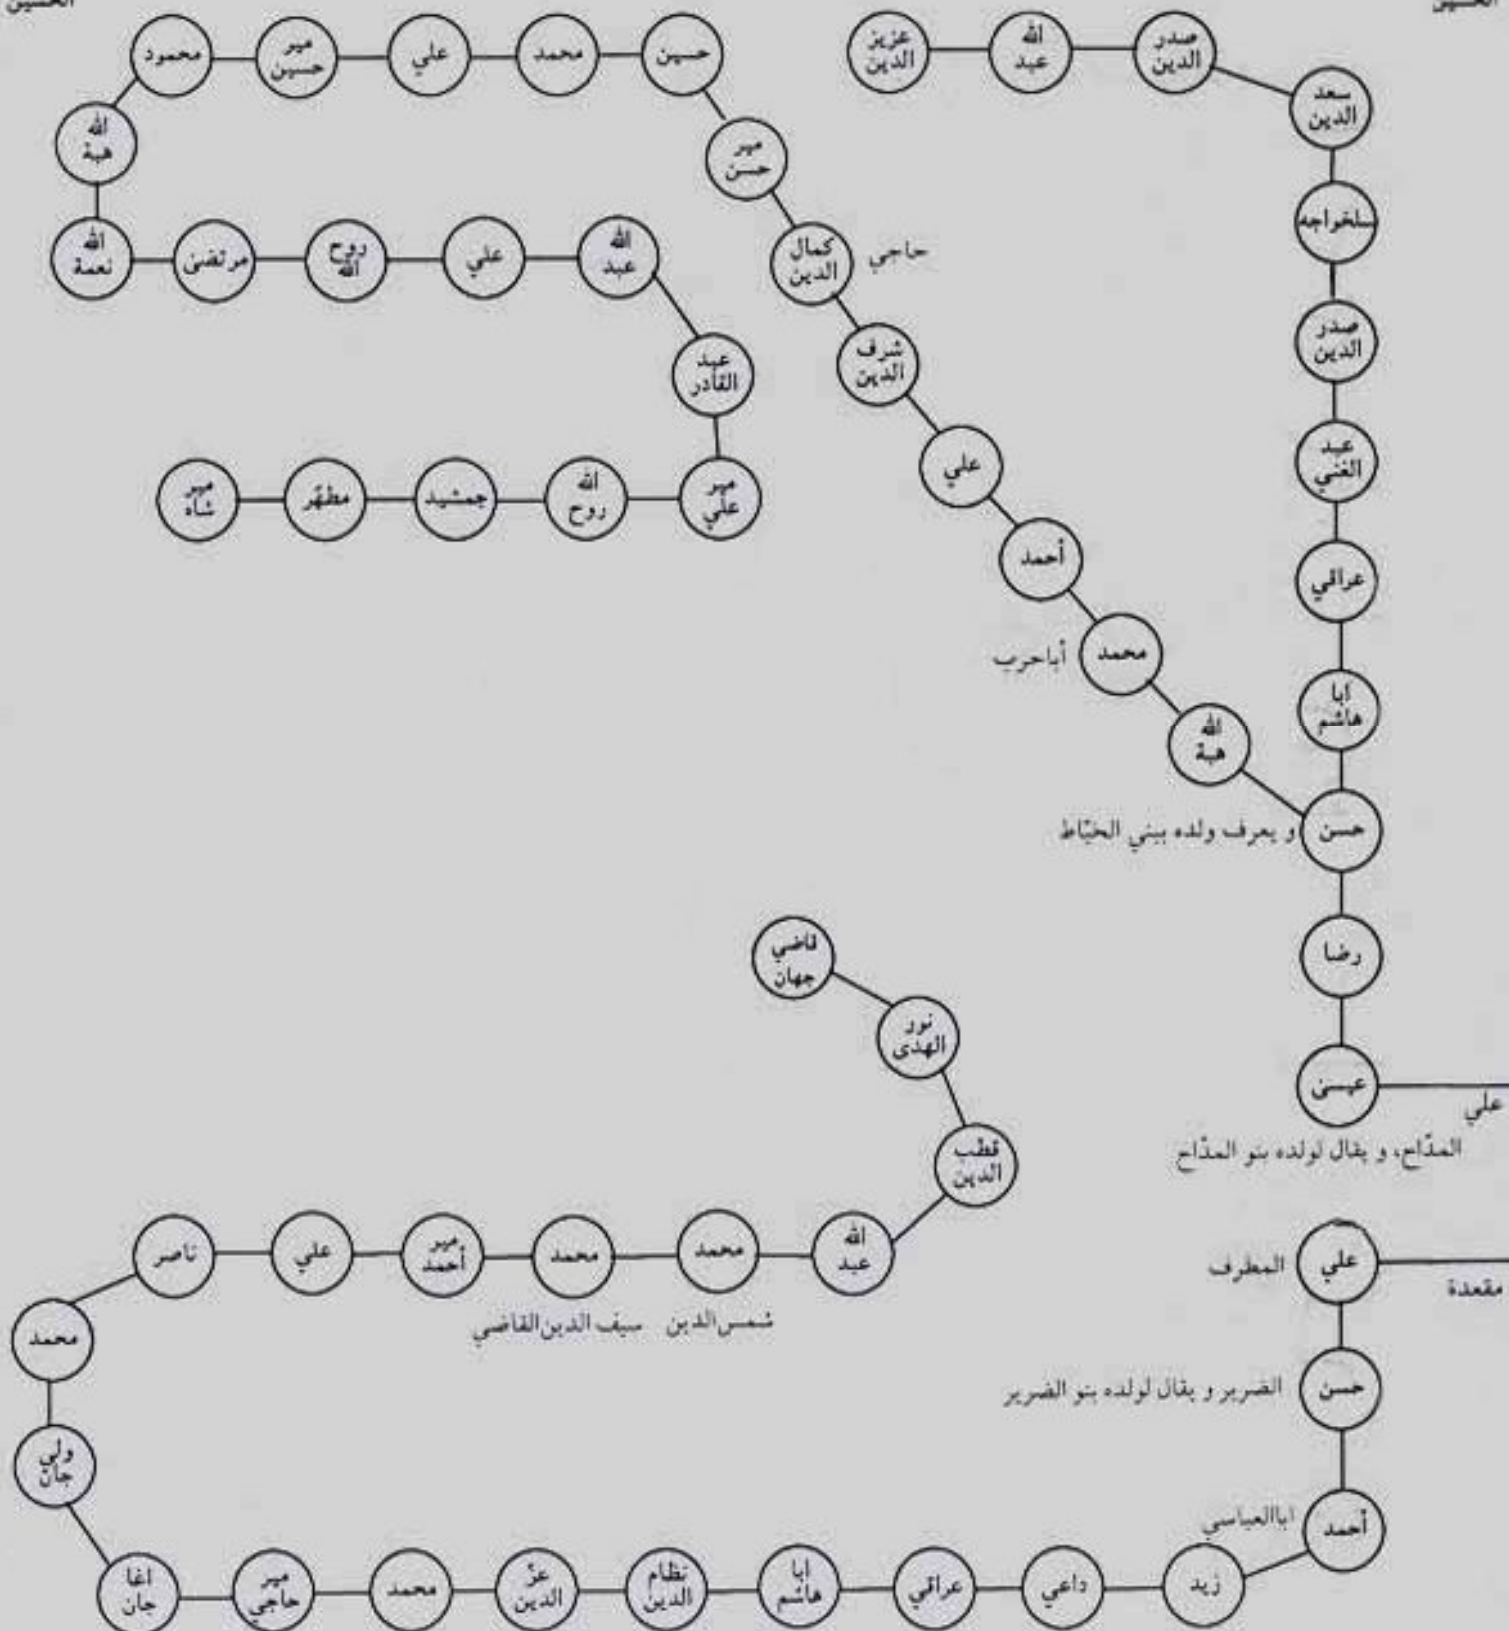 الحسين
الحسين
صدر
الدين
عبد الله
عزيز
الدين
سعد
الدين
سلخواجه
صدر
الدين
عبد
الغني
عراقي
ابا
هاشم
حسن
و يعرف ولده ببني الخيّاط
رضا
عيسى
علي
المدّاح، و يقال لولده بنو المدّاح
هبة الله
محمد
أباحرب
أحمد
علي
شرف
الدين
كمال
الدين
حاجي
مير
حسن
حسين
محمد
علي
مير
حسين
محمود
هبة الله
نعمة الله
مرتضى
روح
الله
علي
عبد الله
عبد
القادر
مير
علي
روح الله
جمشيد
مطهّر
مير
شاه
علي
المطرف
مقعدة
حسن
الضرير و يقال لولده بنو الضرير
أحمد
اباالعباسي
زيد
داعي
عراقي
ابا
هاشم
نظام
الدين
عزّ
الدين
محمد
مير
حاجي
اغا
جان
ولي
جان
محمد
ناصر
علي
مير
أحمد
محمد
سيف الدين القاضي
محمد
شمس الدين
عبد الله
قطب
الدين
نور
الهدى
قاضي
جهان